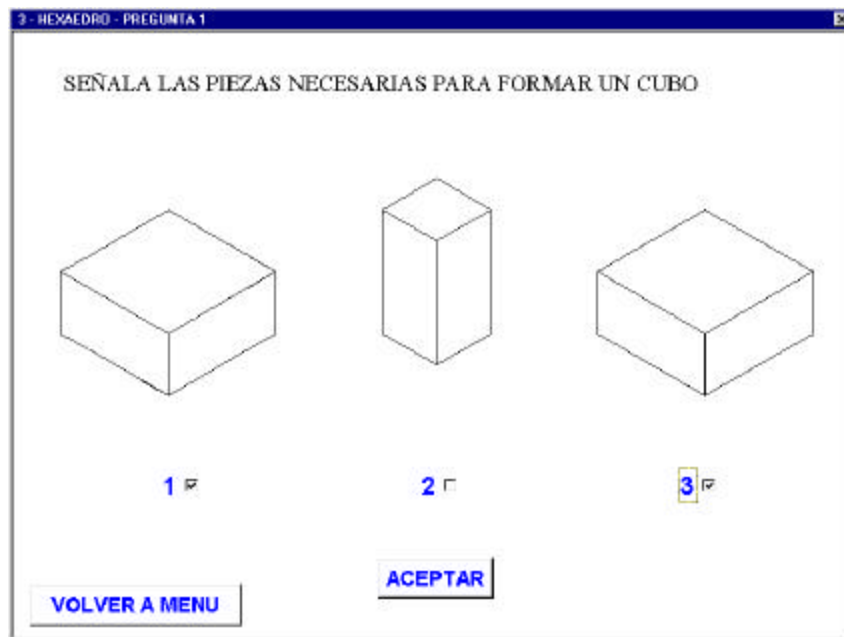 3 - HEXAEDRO - PREGUNTA 1
SEÑALA LAS PIEZAS NECESARIAS PARA FORMAR UN CUBO
1 2 3
ACEPTAR
VOLVER A MENU